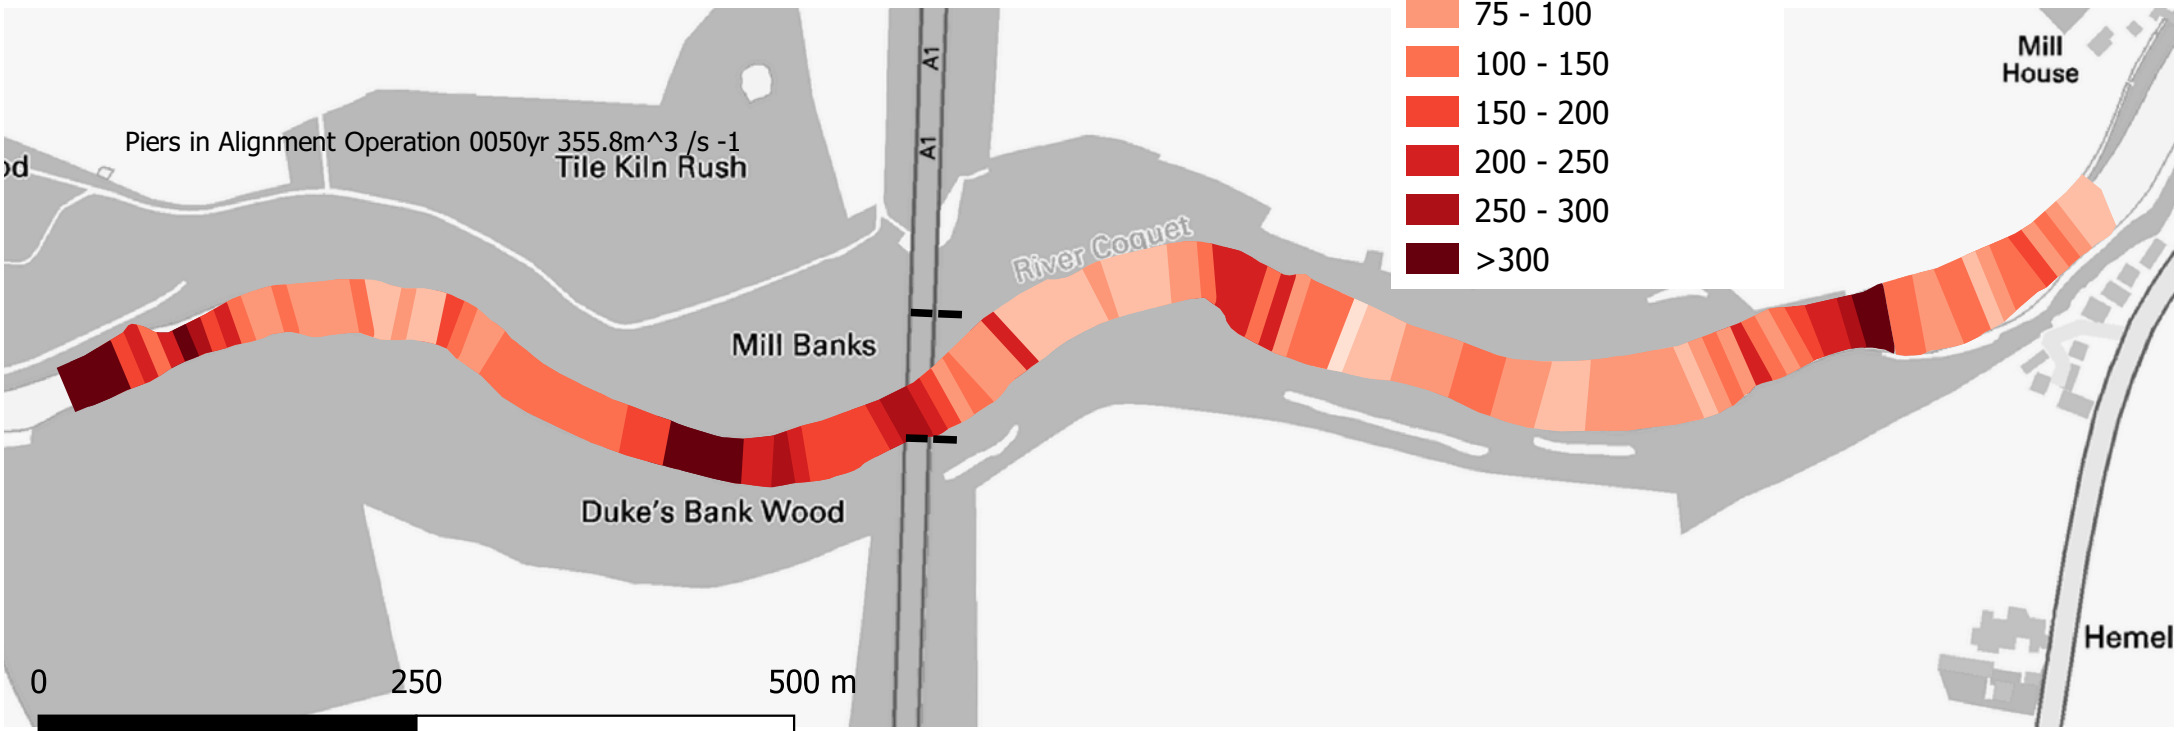 75 - 100
100 - 150
150 - 200
200 - 250
250 - 300
>300
Mill
House
A1
A1
Piers in Alignment Operation 0050yr 355.8m^3 /s -1
od
Tile Kiln Rush
River Coquet
Mill Banks
Duke's Bank Wood
Hemel
0 250 500 m